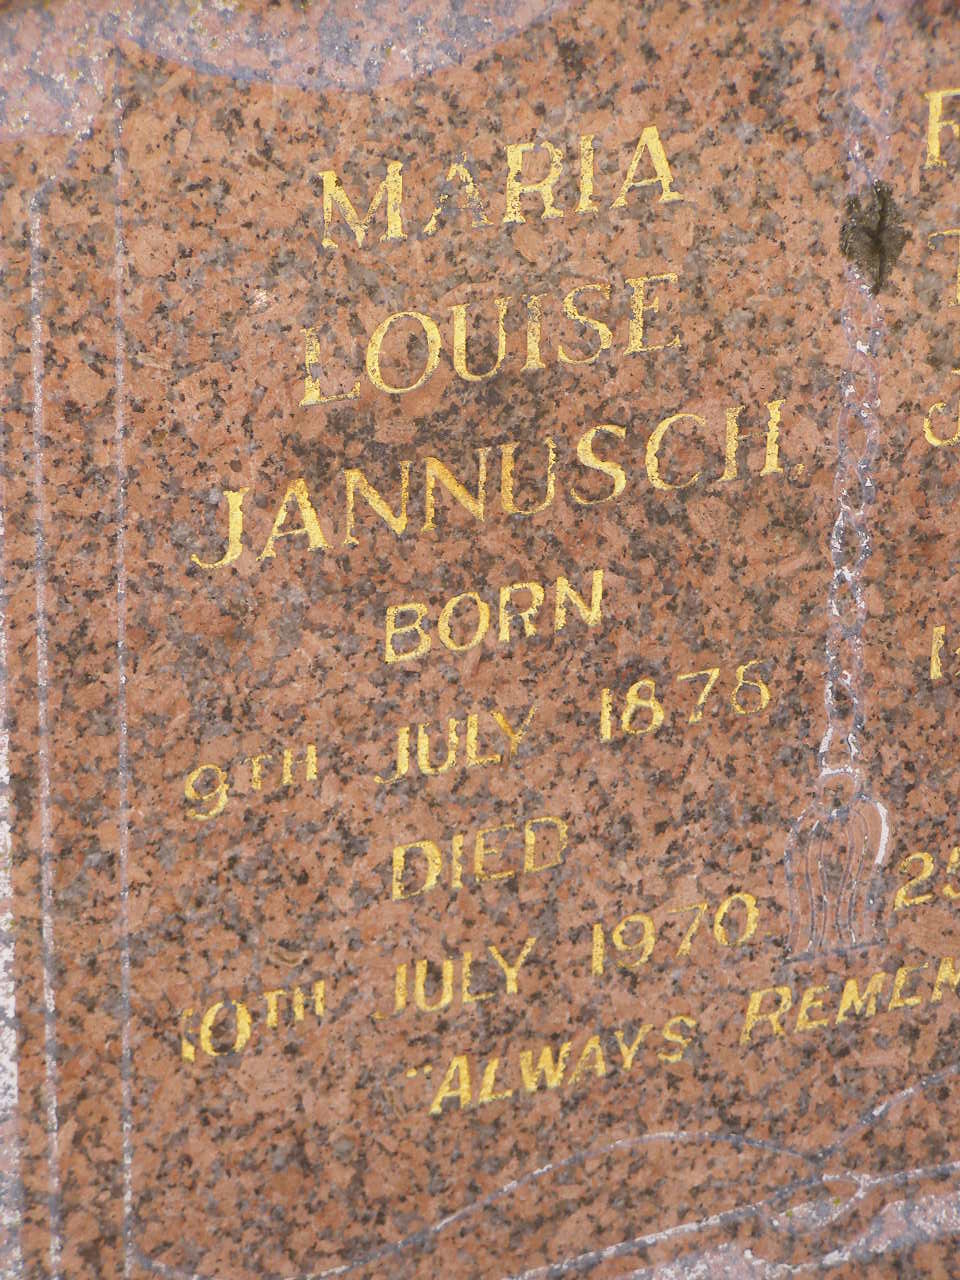 MARIA
LOUISE
JANNUSCH.
BORN
9TH JULY 1878
DIED
10TH JULY 1970
"ALWAYS REMEM